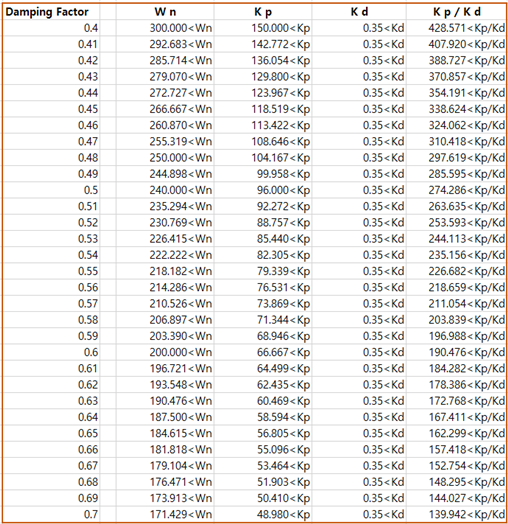 Damping Factor W n K p K d K p / K d
0.4 300.000<Wn 150.000<Kp 0.35<Kd 428.571<Kp/Kd
0.41 292.683<Wn 142.772<Kp 0.35<Kd 407.920<Kp/Kd
0.42 285.714<Wn 136.054<Kp 0.35<Kd 388.727<Kp/Kd
0.43 279.070<Wn 129.800<Kp 0.35<Kd 370.857<Kp/Kd
0.44 272.727<Wn 123.967<Kp 0.35<Kd 354.191<Kp/Kd
0.45 266.667<Wn 118.519<Kp 0.35<Kd 338.624<Kp/Kd
0.46 260.870<Wn 113.422<Kp 0.35<Kd 324.062<Kp/Kd
0.47 255.319<Wn 108.646<Kp 0.35<Kd 310.418<Kp/Kd
0.48 250.000<Wn 104.167<Kp 0.35<Kd 297.619<Kp/Kd
0.49 244.898<Wn 99.958<Kp 0.35<Kd 285.595<Kp/Kd
0.5 240.000<Wn 96.000<Kp 0.35<Kd 274.286<Kp/Kd
0.51 235.294<Wn 92.272<Kp 0.35<Kd 263.635<Kp/Kd
0.52 230.769<Wn 88.757<Kp 0.35<Kd 253.593<Kp/Kd
0.53 226.415<Wn 85.440<Kp 0.35<Kd 244.113<Kp/Kd
0.54 222.222<Wn 82.305<Kp 0.35<Kd 235.156<Kp/Kd
0.55 218.182<Wn 79.339<Kp 0.35<Kd 226.682<Kp/Kd
0.56 214.286<Wn 76.531<Kp 0.35<Kd 218.659<Kp/Kd
0.57 210.526<Wn 73.869<Kp 0.35<Kd 211.054<Kp/Kd
0.58 206.897<Wn 71.344<Kp 0.35<Kd 203.839<Kp/Kd
0.59 203.390<Wn 68.946<Kp 0.35<Kd 196.988<Kp/Kd
0.6 200.000<Wn 66.667<Kp 0.35<Kd 190.476<Kp/Kd
0.61 196.721<Wn 64.499<Kp 0.35<Kd 184.282<Kp/Kd
0.62 193.548<Wn 62.435<Kp 0.35<Kd 178.386<Kp/Kd
0.63 190.476<Wn 60.469<Kp 0.35<Kd 172.768<Kp/Kd
0.64 187.500<Wn 58.594<Kp 0.35<Kd 167.411<Kp/Kd
0.65 184.615<Wn 56.805<Kp 0.35<Kd 162.299<Kp/Kd
0.66 181.818<Wn 55.096<Kp 0.35<Kd 157.418<Kp/Kd
0.67 179.104<Wn 53.464<Kp 0.35<Kd 152.754<Kp/Kd
0.68 176.471<Wn 51.903<Kp 0.35<Kd 148.295<Kp/Kd
0.69 173.913<Wn 50.410<Kp 0.35<Kd 144.027<Kp/Kd
0.7 171.429<Wn 48.980<Kp 0.35<Kd 139.942<Kp/Kd